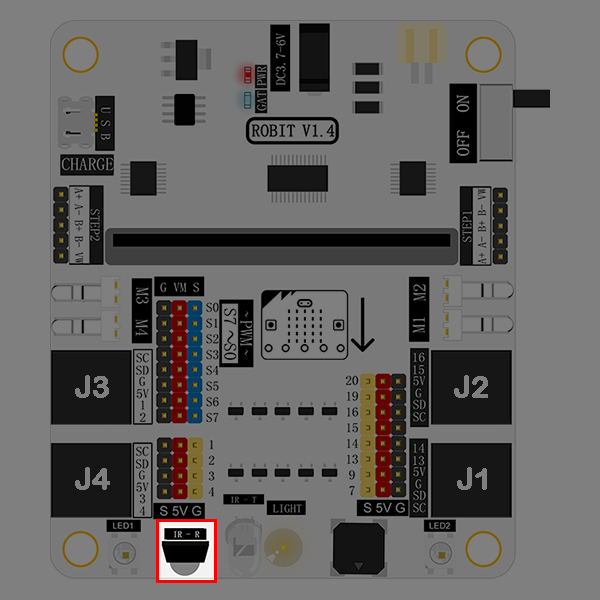 DC3.7-6V
PWR
GAT
ROBIT V1.4
ON
OFF
USB
CHARGE
STEP2
A+ A- B+ B- VW
STEP1
A+ A- B+ B- VW
G VM S
S0
S1
S2
S3
S4
S5
S6
S7
~PWM~
S7~S0
M3
M4
M2
M1
J3
SC
SD
G
5V
1
2
J2
16
15
5V
G
SD
SC
20
19
16
15
14
13
9
7
S 5V G
J4
SC
SD
G
5V
3
4
1
2
3
4
S 5V G
J1
14
13
5V
G
SD
SC
IR-T
LIGHT
LED1
IR-R
LED2